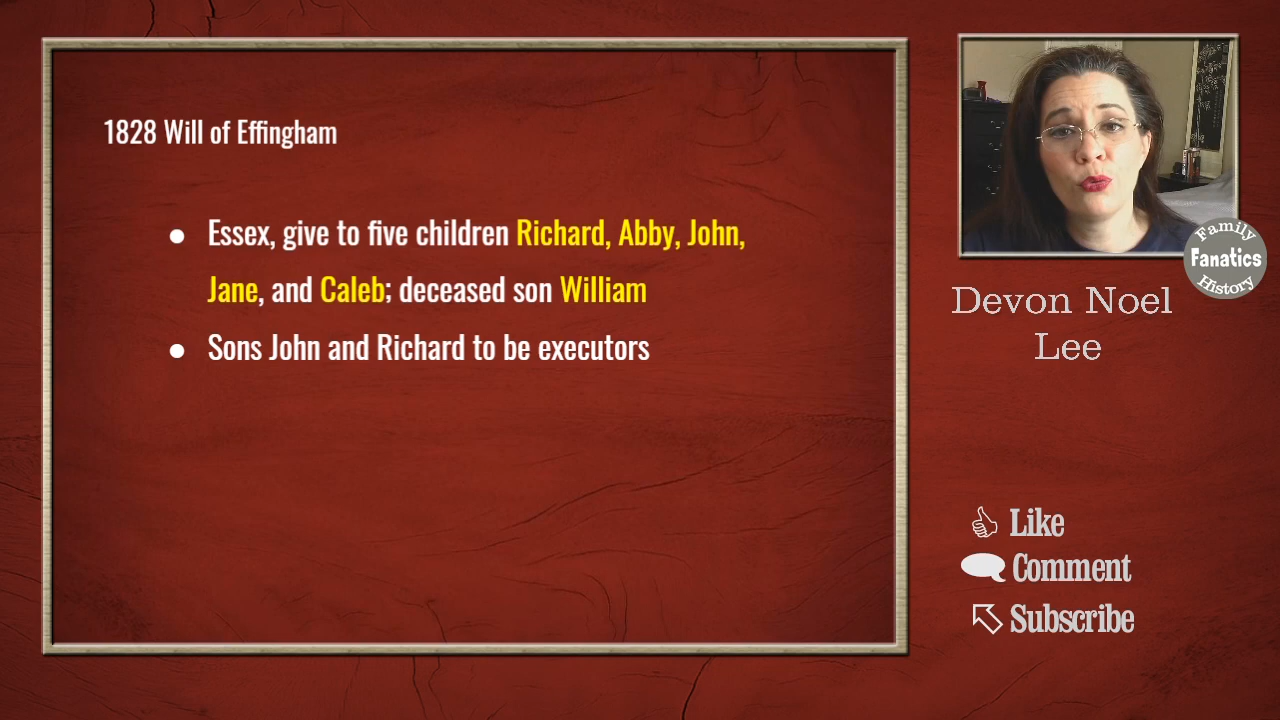 1828 Will of Effingham
● Essex, give to five children Richard, Abby, John,
Jane, and Caleb; deceased son William
● Sons John and Richard to be executors
Family
Fanatics
History
Devon Noel
Lee
Like
Comment
Subscribe